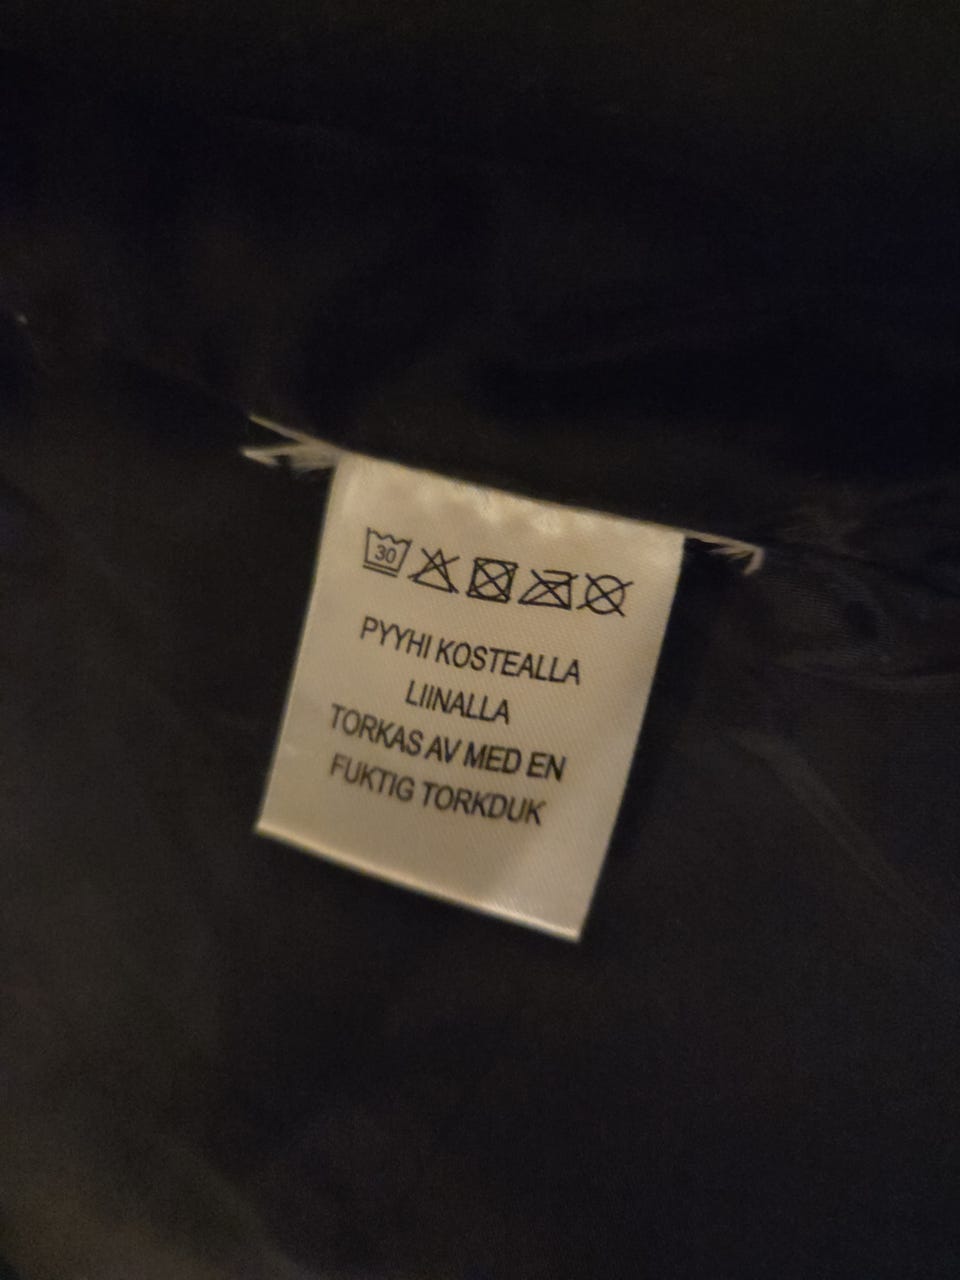 30
PYYHI KOSTEALLA
LIINALLA
TORKAS AV MED EN
FUKTIG TORKDUK